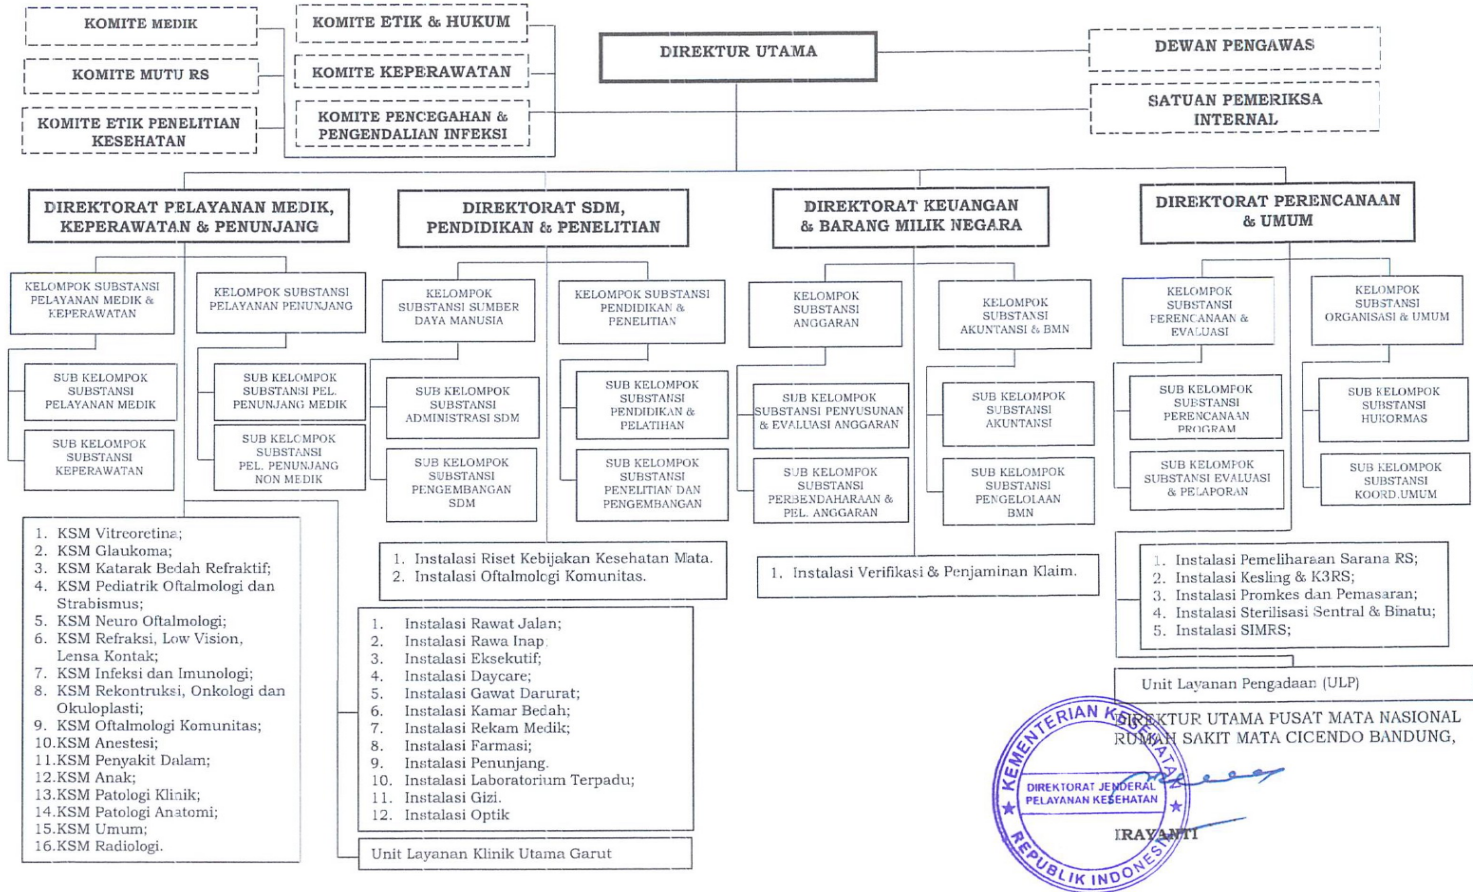 KOMITE MEDIK
KOMITE MUTU RS
KOMITE ETIK PENELITIAN
KESEHATAN
KOMITE ETIK & HUKUM
KOMITE KEPERAWATAN
KOMITE PENCEGAHAN &
PENGENDALIAN INFEKSI
DIREKTUR UTAMA
DEWAN PENGAWAS
SATUAN PEMERIKSA
INTERNAL
DIREKTORAT PELAYANAN MEDIK,
KEPERAWATAN & PENUNJANG
KELOMPOK SUBSTANSI
PELAYANAN MEDIK &
KEPERAWATAN
KELOMPOK SUBSTANSI
PELAYANAN PENUNJANG
SUB KELOMPOK
SUBSTANSI
PELAYANAN MEDIK
SUB KELOMPOK
SUBSTANSI PEL.
PENUNJANG MEDIK
SUB KELOMPOK
SUBSTANSI
KEPERAWATAN
SUB KELOMPOK
SUBSTANSI
PEL. PENUNJANG
NON MEDIK
1. KSM Vitreoretina;
2. KSM Glaukoma;
3. KSM Katarak Bedah Refraktif;
4. KSM Pediatrik Oftalmologi dan
Strabismus;
5. KSM Neuro Oftalmologi;
6. KSM Refraksi, Low Vision,
Lensa Kontak;
7. KSM Infeksi dan Imunologi;
8. KSM Rekontruksi, Onkologi dan
Okuloplasti;
9. KSM Oftalmologi Komunitas;
10.KSM Anestesi;
11.KSM Penyakit Dalam;
12.KSM Anak;
13.KSM Patologi Klinik;
14.KSM Patologi Anatomi;
15.KSM Umum;
16.KSM Radiologi.
1. Instalasi Rawat Jalan;
2. Instalasi Rawa Inap
3. Instalasi Eksekutif;
4. Instalasi Daycare;
5. Instalasi Gawat Darurat;
6. Instalasi Kamar Bedah;
7. Instalasi Rekam Medik;
8. Instalasi Farmasi;
9. Instalasi Penunjang.
10. Instalasi Laboratorium Terpadu;
11. Instalasi Gizi.
12. Instalasi Optik
Unit Layanan Klinik Utama Garut
DIREKTORAT SDM,
PENDIDIKAN & PENELITIAN
KELOMPOK
SUBSTANSI SUMBER
DAYA MANUSIA
KELOMPOK SUBSTANSI
PENDIDIKAN &
PENELITIAN
SUB KELOMPOK
SUBSTANSI
ADMINISTRASI SDM
SUB KELOMPOK
SUBSTANSI
PENDIDIKAN &
PELATIHAN
SUB KELOMPOK
SUBSTANSI
PENGEMBANGAN
SDM
SUB KELOMPOK
SUBSTANSI
PENELITIAN DAN
PENGEMBANGAN
1. Instalasi Riset Kebijakan Kesehatan Mata.
2. Instalasi Oftalmologi Komunitas.
DIREKTORAT KEUANGAN
& BARANG MILIK NEGARA
KELOMPOK
SUBSTANSI
ANGGARAN
KELOMPOK
SUBSTANSI
AKUNTANSI & BMN
SUB KELOMPOK
SUBSTANSI PENYUSUNAN
& EVALUASI ANGGARAN
SUB KELOMPOK
SUBSTANSI
AKUNTANSI
SUB KELOMPOK
SUBSTANSI
PERBENDAHARAAN &
PEL. ANGGARAN
SUB KELOMPOK
SUBSTANSI
PENGELOLAAN
BMN
1. Instalasi Verifikasi & Penjaminan Klaim.
DIREKTORAT PERENCANAAN
& UMUM
KELOMPOK
SUBSTANSI
PERENCANAAN &
EVALUASI
KELOMPOK
SUBSTANSI
ORGANISASI & UMUM
SUB KELOMPOK
SUBSTANSI
PERENCANAAN
PROGRAM
SUB KELOMPOK
SUBSTANSI
HUKORMAS
SUB KELOMPOK
SUBSTANSI EVALUASI
& PELAPORAN
SUB KELOMPOK
SUBSTANSI
KOORD.UMUM
1. Instalasi Pemeliharaan Sarana RS;
2. Instalasi Kesling & K3RS;
3. Instalasi Promkes dan Pemasaran;
4. Instalasi Sterilisasi Sentral & Binatu;
5. Instalasi SIMRS;
Unit Layanan Pengadaan (ULP)
DIREKTUR UTAMA PUSAT MATA NASIONAL
RUMAH SAKIT MATA CICENDO BANDUNG,
KEMENTERIAN KESEHATAN
DIREKTORAT JENDERAL
PELAYANAN KESEHATAN
REPUBLIK INDONESIA
IRAYANTI